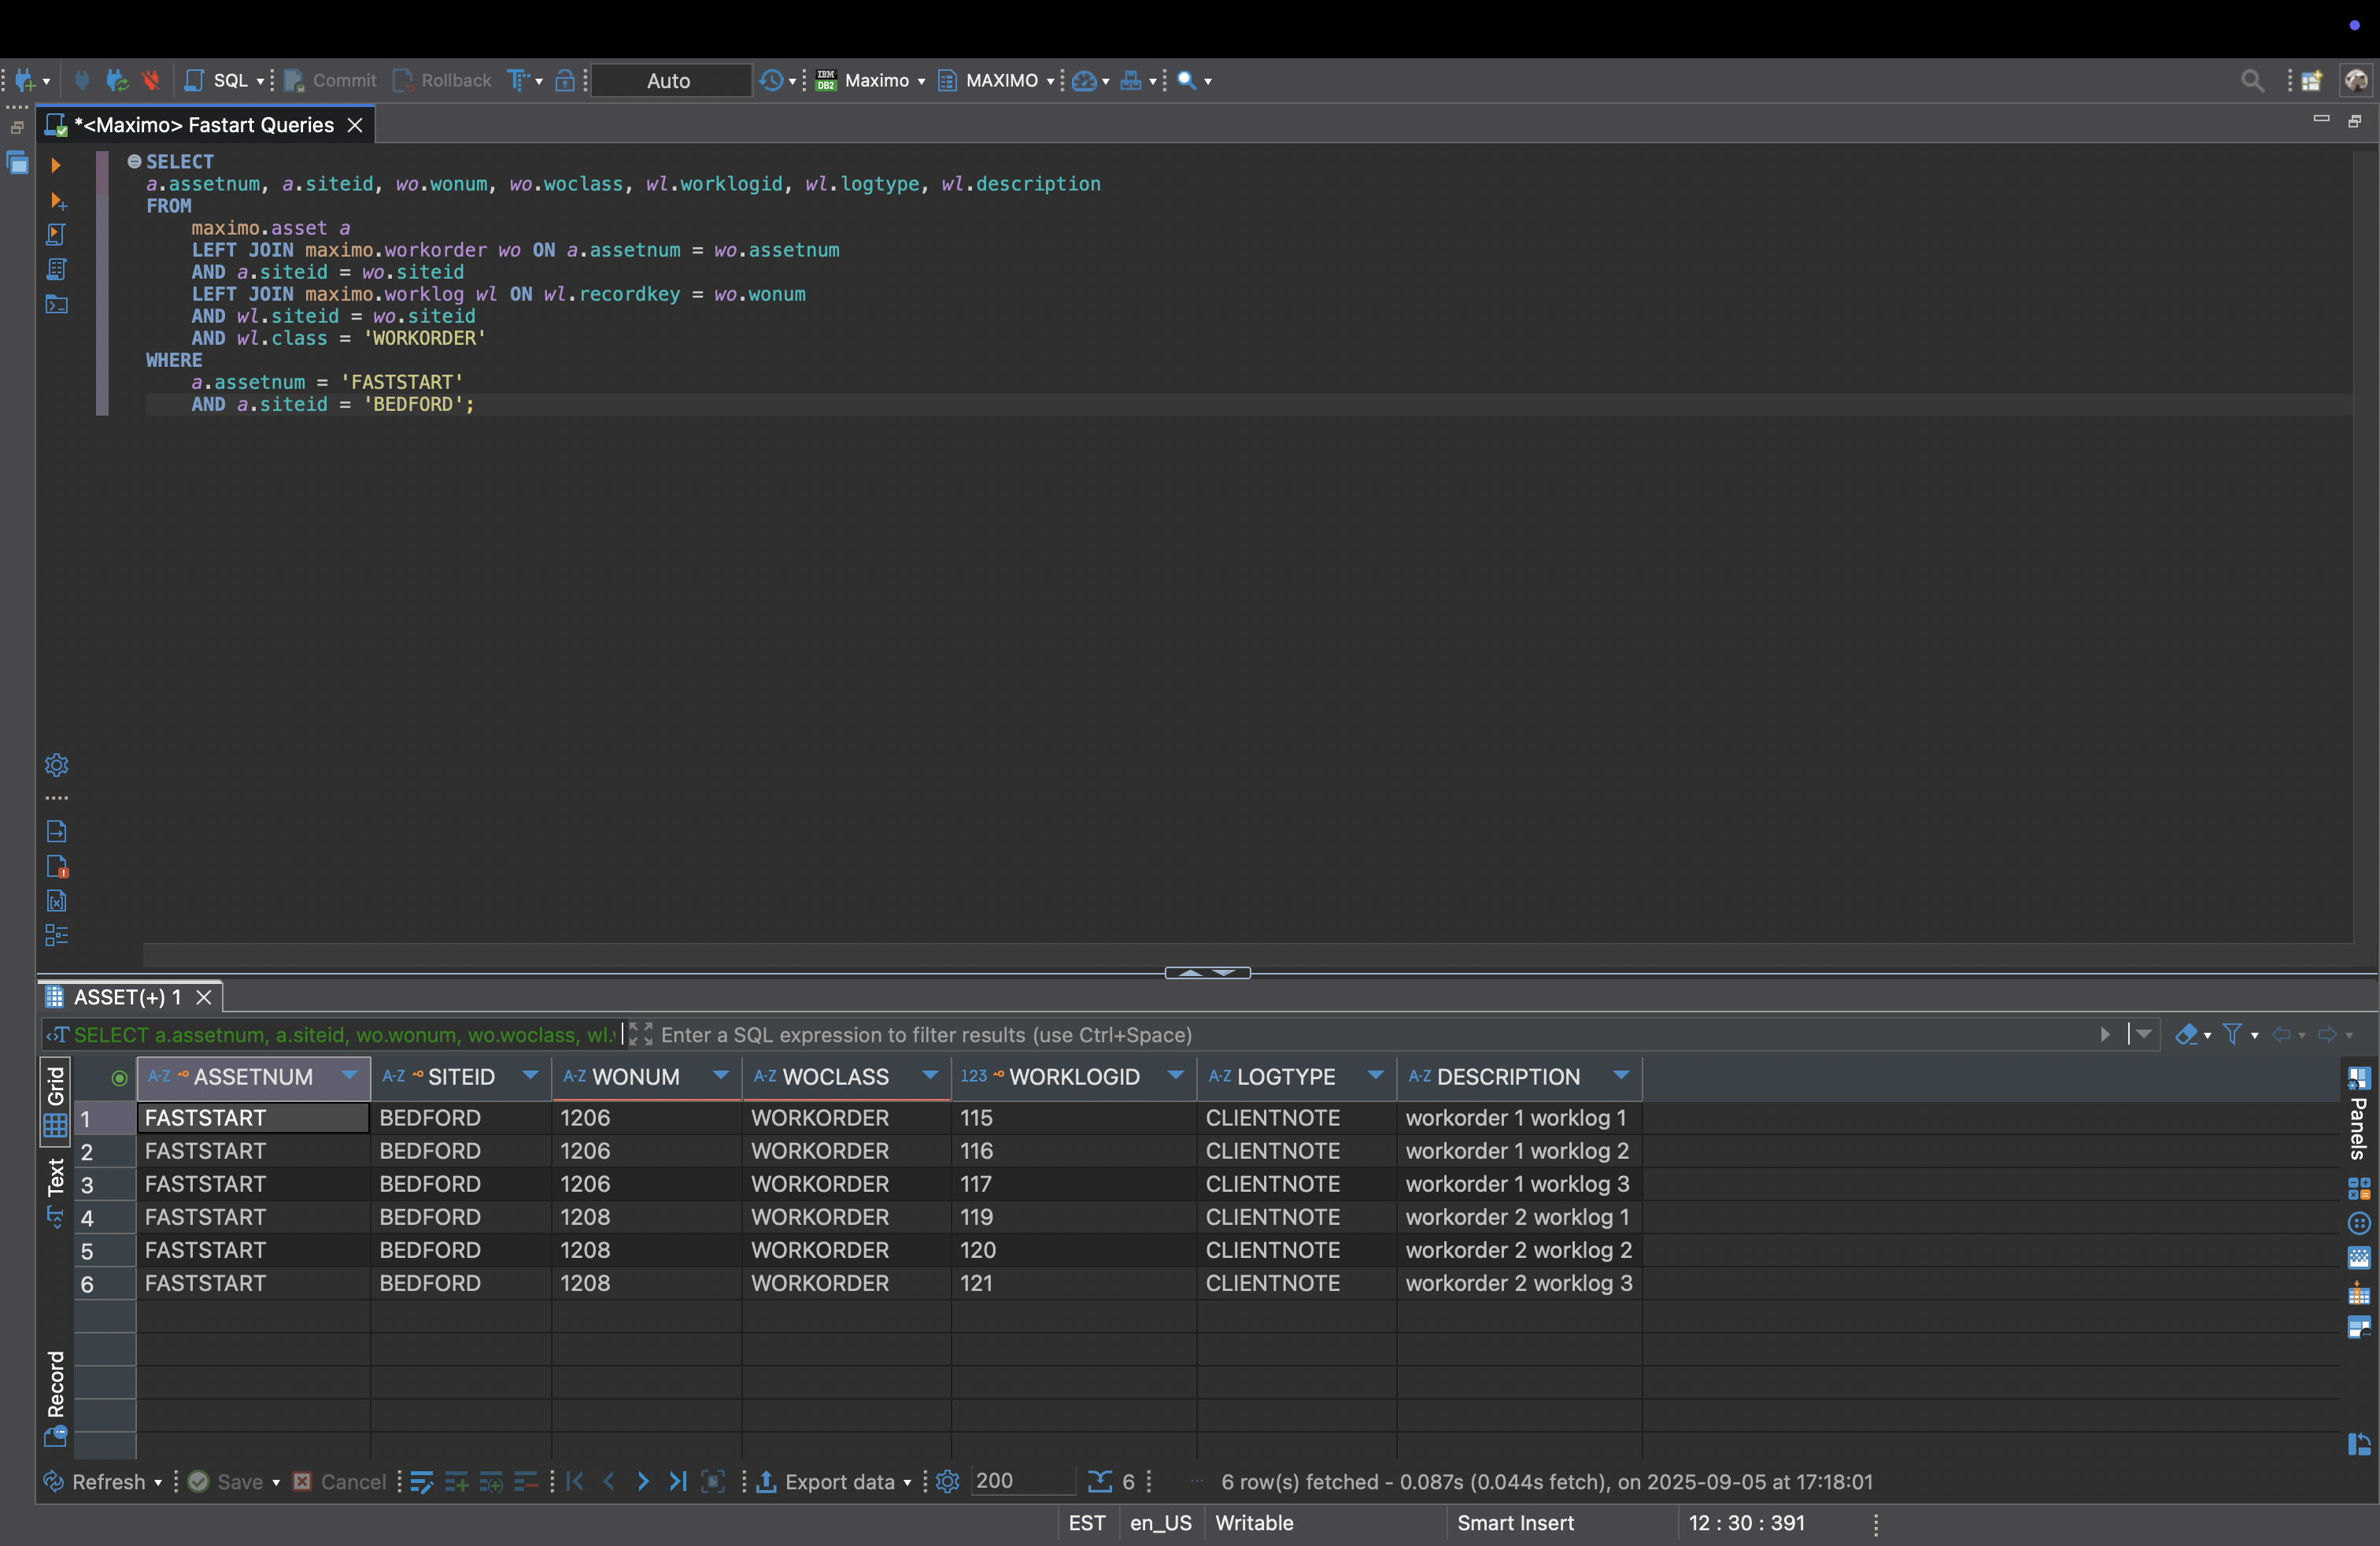 SQL Commit Rollback Auto IBM DB2 Maximo MAXIMO
*<Maximo> Fastart Queries
SELECT
a.assetnum, a.siteid, wo.wonum, wo.woclass, wl.worklogid, wl.logtype, wl.description
FROM
maximo.asset a
LEFT JOIN maximo.workorder wo ON a.assetnum = wo.assetnum
AND a.siteid = wo.siteid
LEFT JOIN maximo.worklog wl ON wl.recordkey = wo.wonum
AND wl.siteid = wo.siteid
AND wl.class = 'WORKORDER'
WHERE
a.assetnum = 'FASTSTART'
AND a.siteid = 'BEDFORD';
ASSET(+) 1
SELECT a.assetnum, a.siteid, wo.wonum, wo.woclass, wl. Enter a SQL expression to filter results (use Ctrl+Space)
Grid
Text
Record
A-Z ASSETNUM A-Z SITEID A-Z WONUM A-Z WOCLASS 123 WORKLOGID A-Z LOGTYPE A-Z DESCRIPTION
1 FASTSTART BEDFORD 1206 WORKORDER 115 CLIENTNOTE workorder 1 worklog 1
2 FASTSTART BEDFORD 1206 WORKORDER 116 CLIENTNOTE workorder 1 worklog 2
3 FASTSTART BEDFORD 1206 WORKORDER 117 CLIENTNOTE workorder 1 worklog 3
4 FASTSTART BEDFORD 1208 WORKORDER 119 CLIENTNOTE workorder 2 worklog 1
5 FASTSTART BEDFORD 1208 WORKORDER 120 CLIENTNOTE workorder 2 worklog 2
6 FASTSTART BEDFORD 1208 WORKORDER 121 CLIENTNOTE workorder 2 worklog 3
Panels
Refresh Save Cancel Export data 200 6 6 row(s) fetched - 0.087s (0.044s fetch), on 2025-09-05 at 17:18:01
EST en_US Writable Smart Insert 12 : 30 : 391